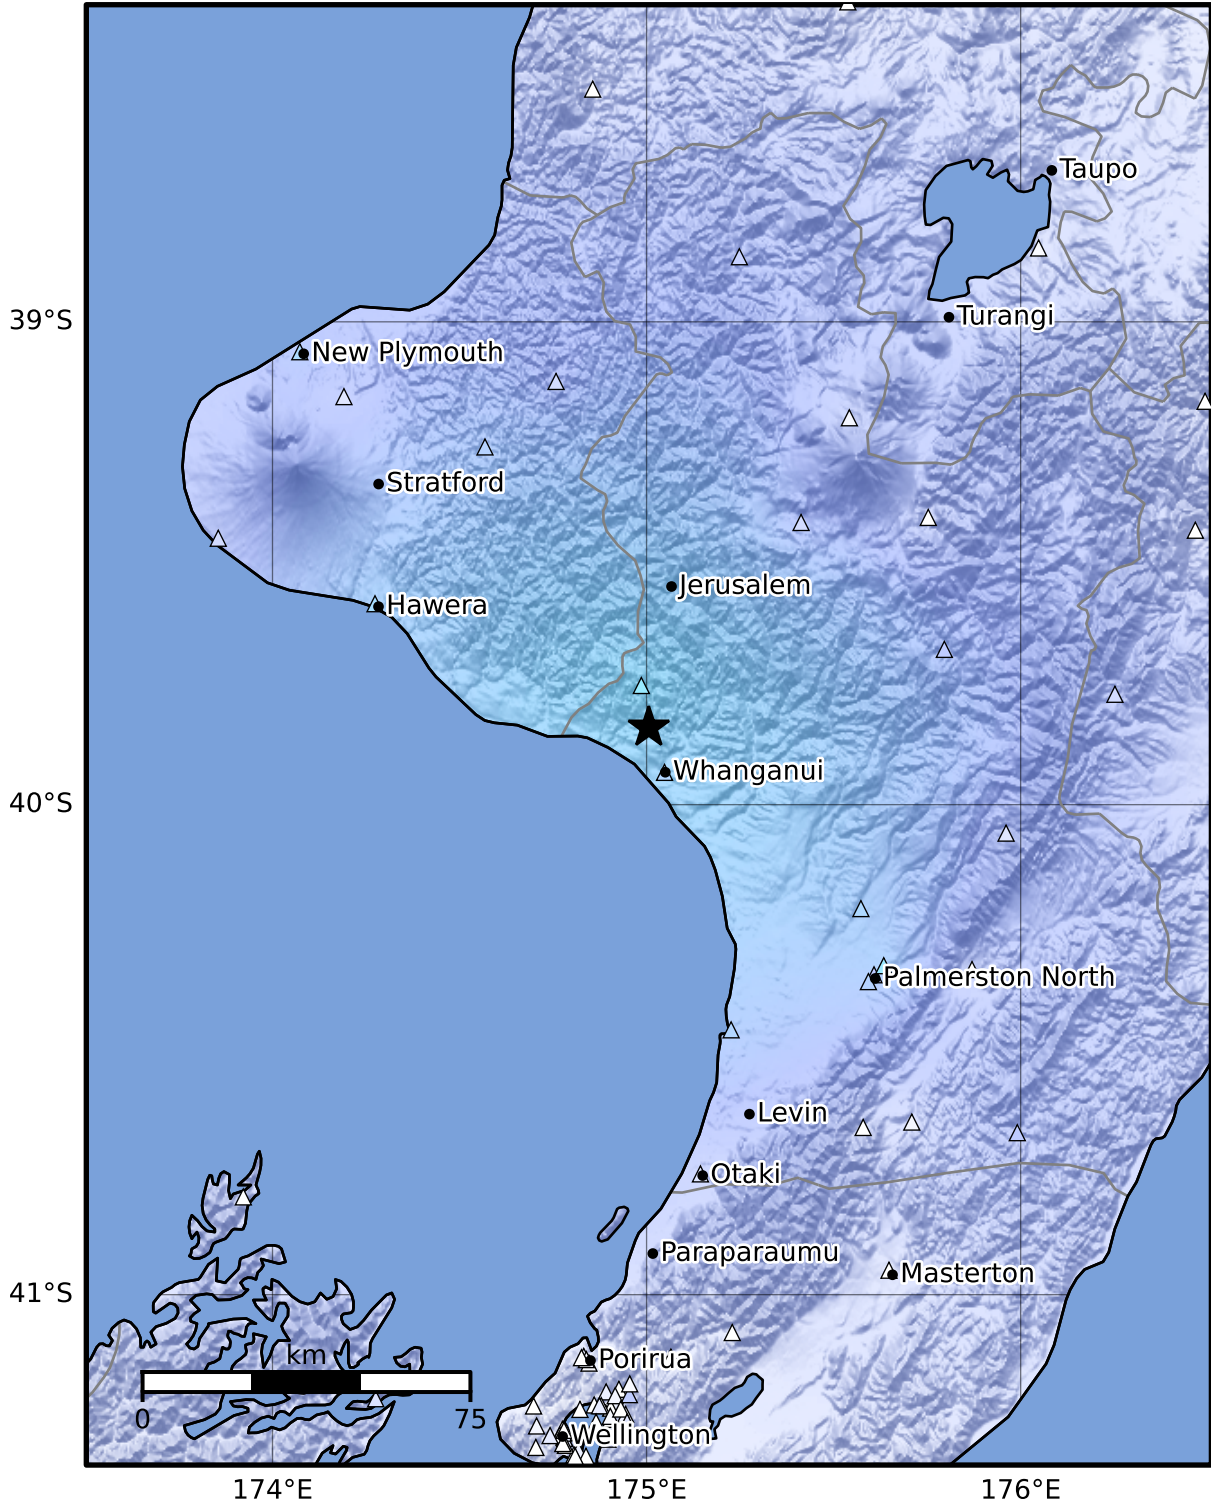 Taupo
Turangi
39°S
New Plymouth
Stratford
Jerusalem
Hawera
Whanganui
40°S
Palmerston North
Levin
Otaki
Paraparaumu
Masterton
41°S
km
Porirua
0
75
Wellington
174°E
175°E
176°E